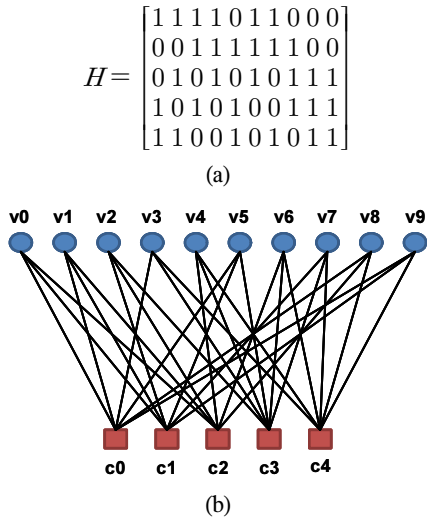 1 1 1 1 0 1 1 0 0 0
0 0 1 1 1 1 1 1 0 0
H = 0 1 0 1 0 1 0 1 1 1
1 0 1 0 1 0 0 1 1 1
1 1 0 0 1 0 1 0 1 1
(a)
v0 v1 v2 v3 v4 v5 v6 v7 v8 v9
c0 c1 c2 c3 c4
(b)